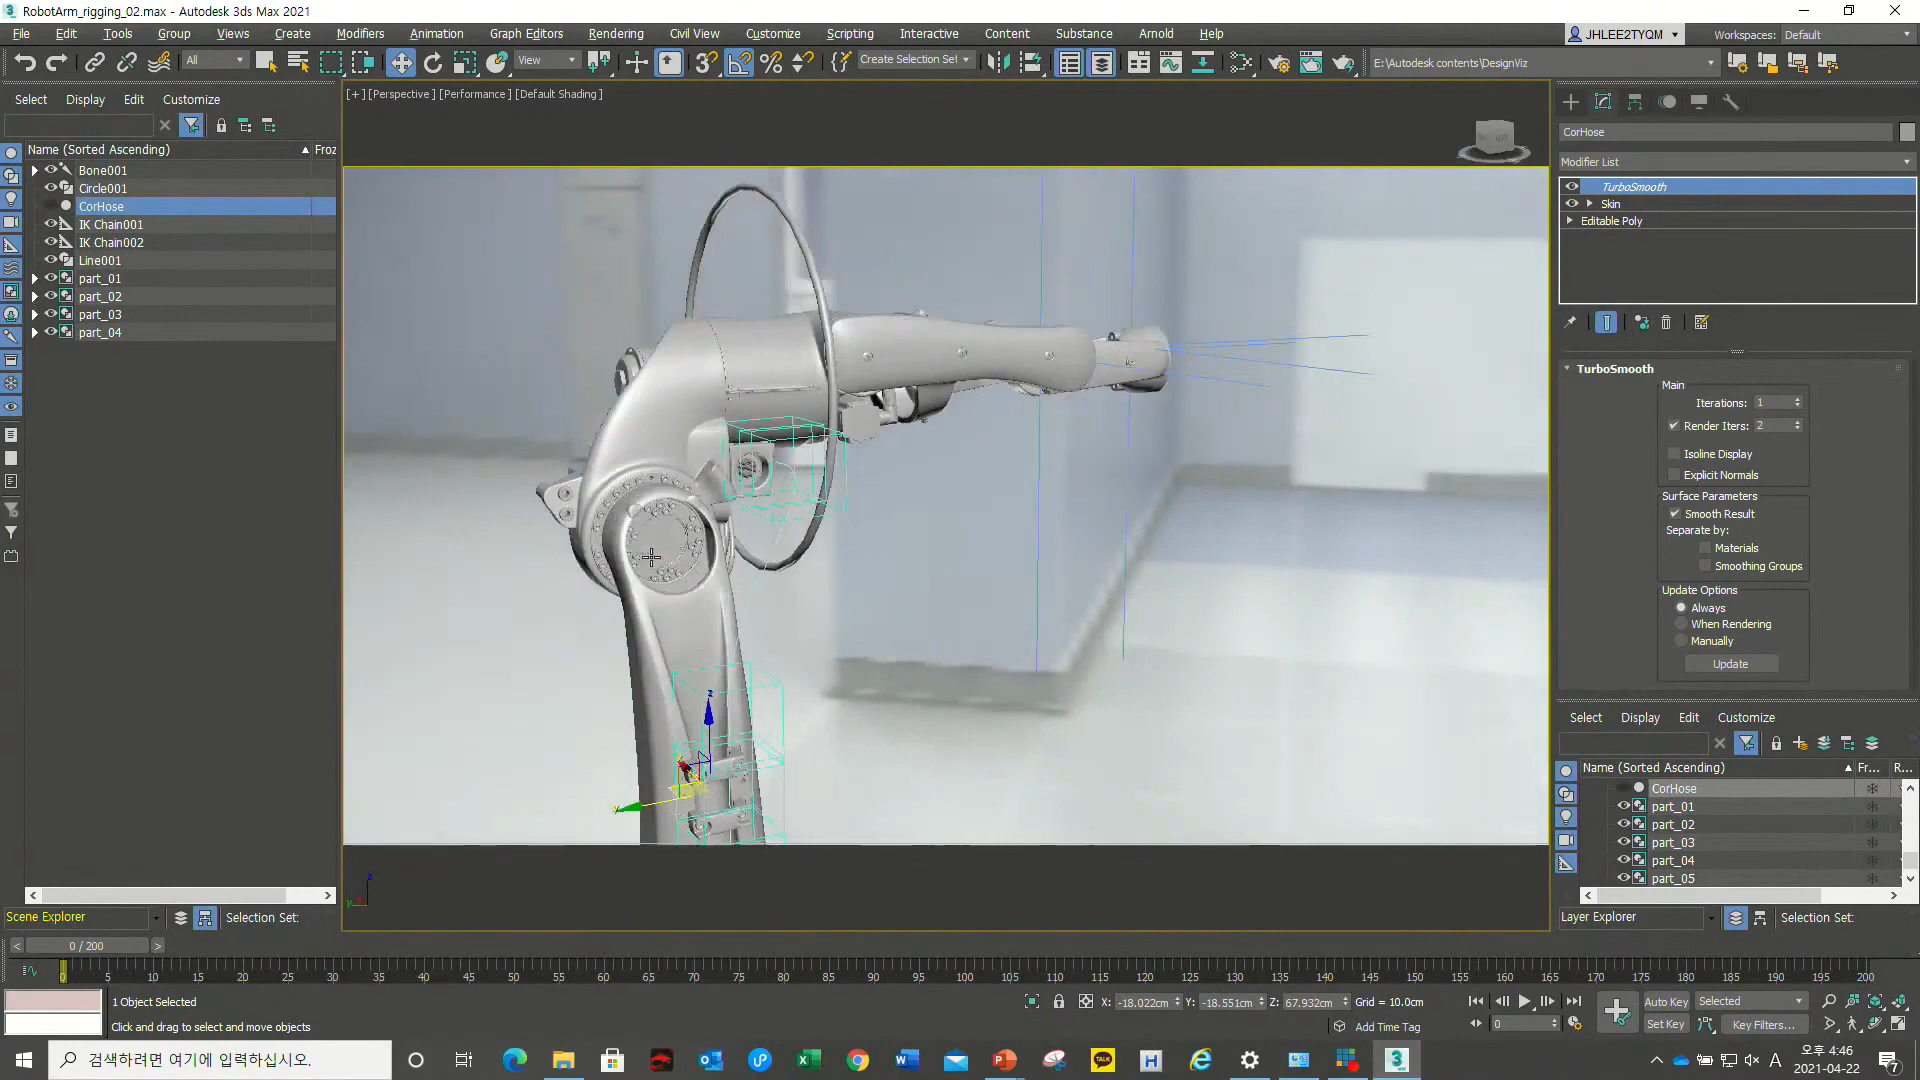 RobotArm_rigging_02.max - Autodesk 3ds Max 2021
File Edit Tools Group Views Create Modifiers Animation Graph Editors Rendering Civil View Customize Scripting Interactive Content Substance Arnold Help
JHLEE2TYQM
Workspaces: Default
All
View
Create Selection Set
E:\Autodesk contents\DesignViz
Select Display Edit Customize
Name (Sorted Ascending) Froz
Bone001
Circle001
CorHose
IK Chain001
IK Chain002
Line001
part_01
part_02
part_03
part_04
[+] [Perspective] [Performance] [Default Shading]
CorHose
Modifier List
TurboSmooth
Skin
Editable Poly
TurboSmooth
Main
Iterations: 1
Render Iters: 2
Isoline Display
Explicit Normals
Surface Parameters
Smooth Result
Separate by:
Materials
Smoothing Groups
Update Options
Always
When Rendering
Manually
Update
Select Display Edit Customize
Name (Sorted Ascending) Fr... R...
CorHose
part_01
part_02
part_03
part_04
part_05
Scene Explorer
Selection Set:
Layer Explorer
Selection Set:
0 / 200
0 5 10 15 20 25 30 35 40 45 50 55 60 65 70 75 80 85 90 95 100 105 110 115 120 125 130 135 140 145 150 155 160 165 170 175 180 185 190 195 200
1 Object Selected
Click and drag to select and move objects
X: -18.022cm Y: -18.551cm Z: 67.932cm Grid = 10.0cm
Add Time Tag
0
Auto Key Selected
Set Key Key Filters...
검색하려면 여기에 입력하십시오.
A
오후 4:46
2021-04-22
7